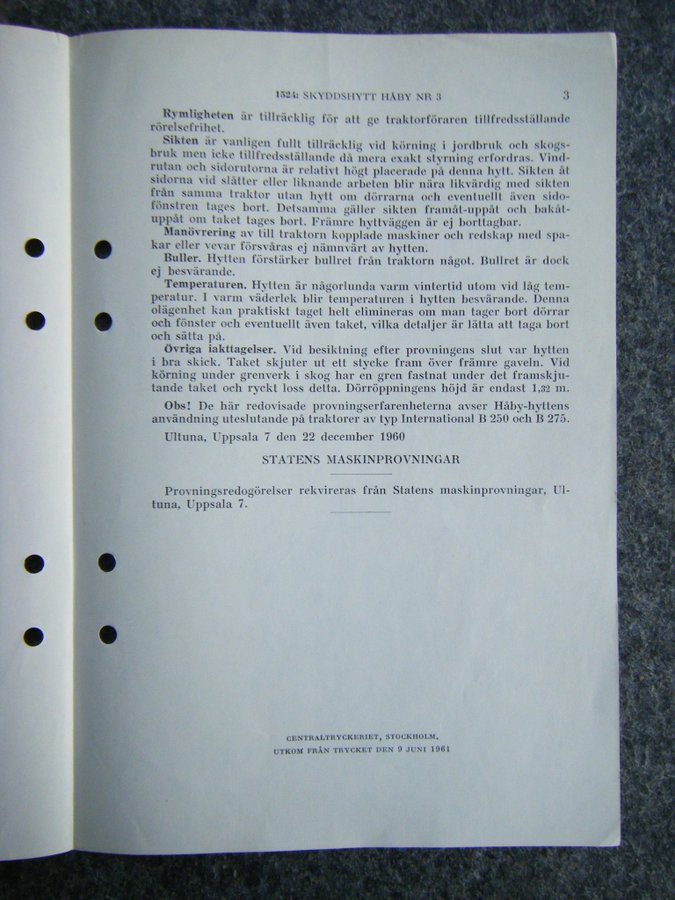 1524: SKYDDSHYTT HÅBY NR 3 3
Rymligheten är tillräcklig för att ge traktorföraren tillfredsställande
rörelsefrihet.
Sikten är vanligen fullt tillräcklig vid körning i jordbruk och skogs-
bruk men icke tillfredsställande då mera exakt styrning erfordras. Vind-
rutan och sidorutorna är relativt högt placerade på denna hytt. Sikten åt
sidorna vid slåtter eller liknande arbeten blir nära likvärdig med sikten
från samma traktor utan hytt om dörrarna och eventuellt även sido-
fönstren tages bort. Detsamma gäller sikten framåt-uppåt och bakåt-
uppåt om taket tages bort. Främre hyttväggen är ej borttagbar.
Manövrering av till traktorn kopplade maskiner och redskap med spa-
kar eller vevar försvåras ej nämnvärt av hytten.
Buller. Hytten förstärker bullret från traktorn något. Bullret är dock
ej besvärande.
Temperaturen. Hytten är någorlunda varm vintertid utom vid låg tem-
peratur. I varm väderlek blir temperaturen i hytten besvärande. Denna
olägenhet kan praktiskt taget helt elimineras om man tager bort dörrar
och fönster och eventuellt även taket, vilka detaljer är lätta att taga bort
och sätta på.
Övriga iakttagelser. Vid besiktning efter provningens slut var hytten
i bra skick. Taket skjuter ut ett stycke fram över främre gaveln. Vid
körning under grenverk i skog har en gren fastnat under det framskju-
tande taket och ryckt loss detta. Dörröppningens höjd är endast 1,32 m.
Obs! De här redovisade provningserfarenheterna avser Håby-hyttens
användning uteslutande på traktorer av typ International B 250 och B 275.
Ultuna, Uppsala 7 den 22 december 1960
STATENS MASKINPROVNINGAR
Provningsredogörelser rekvireras från Statens maskinprovningar, Ul-
tuna, Uppsala 7.
CENTRALTRYCKERIET, STOCKHOLM.
UTKOM FRÅN TRYCKET DEN 9 JUNI 1961